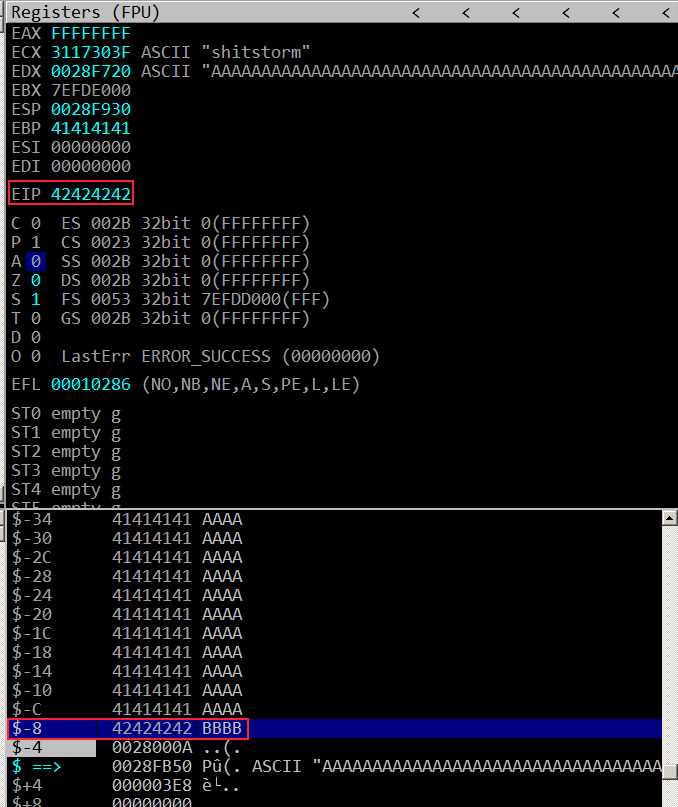 Registers (FPU) < < < < < <
EAX FFFFFFFF
ECX 3117303F ASCII "shitstorm"
EDX 0028F720 ASCII "AAAAAAAAAAAAAAAAAAAAAAAAAAAAAAAAAAAAAAAAAAAAAAA
EBX 7EFDE000
ESP 0028F930
EBP 41414141
ESI 00000000
EDI 00000000
EIP 42424242
C 0 ES 002B 32bit 0(FFFFFFFF)
P 1 CS 0023 32bit 0(FFFFFFFF)
A 0 SS 002B 32bit 0(FFFFFFFF)
Z 0 DS 002B 32bit 0(FFFFFFFF)
S 1 FS 0053 32bit 7EFDD000(FFF)
T 0 GS 002B 32bit 0(FFFFFFFF)
D 0
O 0 LastErr ERROR_SUCCESS (00000000)
EFL 00010286 (NO,NB,NE,A,S,PE,L,LE)
ST0 empty g
ST1 empty g
ST2 empty g
ST3 empty g
ST4 empty g
ST5 empty g
$-34 41414141 AAAA
$-30 41414141 AAAA
$-2C 41414141 AAAA
$-28 41414141 AAAA
$-24 41414141 AAAA
$-20 41414141 AAAA
$-1C 41414141 AAAA
$-18 41414141 AAAA
$-14 41414141 AAAA
$-10 41414141 AAAA
$-C 41414141 AAAA
$-8 42424242 BBBB
$-4 0028000A ..(.
$ ==> 0028FB50 Pû(. ASCII "AAAAAAAAAAAAAAAAAAAAAAAAAAAAAAAAAA
$+4 000003E8 è└..
$+8 00000000